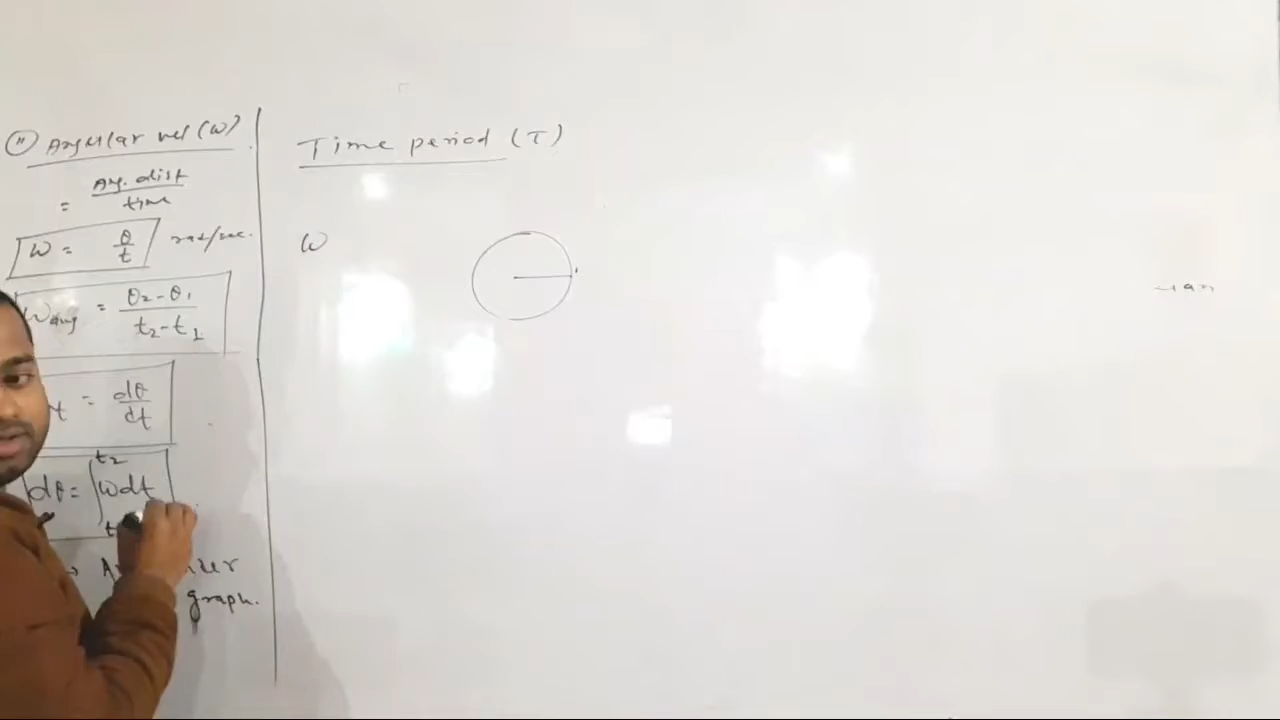 (ii) Angular vel (ω)
= Ang. dist / time
ω = θ/t rad/sec.
ωavg = θ2-θ1 / t2-t1
= dθ/dt
dθ = ∫ t2 ωdt
graph.
Time period (T)
ω